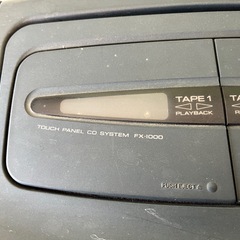 TAPE 1
PLAYBACK
TOUCH PANEL CD SYSTEM FX-1000